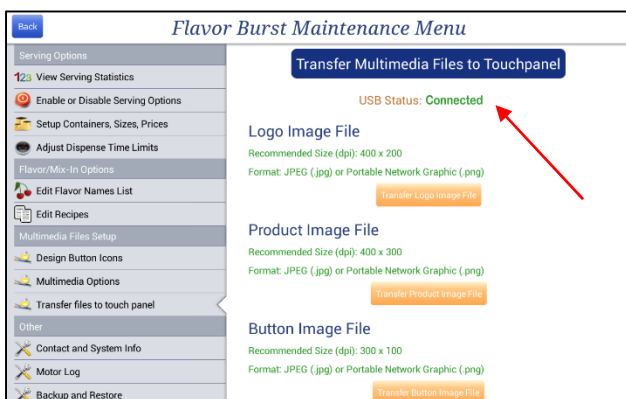 Back
Flavor Burst Maintenance Menu
Serving Options
123 View Serving Statistics
Enable or Disable Serving Options
Setup Containers, Sizes, Prices
Adjust Dispense Time Limits
Flavor/Mix-In Options
Edit Flavor Names List
Edit Recipes
Multimedia Files Setup
Design Button Icons
Multimedia Options
Transfer files to touch panel
Other
Contact and System Info
Motor Log
Backup and Restore
Transfer Multimedia Files to Touchpanel
USB Status: Connected
Logo Image File
Recommended Size (dpi): 400 x 200
Format: JPEG (.jpg) or Portable Network Graphic (.png)
Transfer Logo Image File
Product Image File
Recommended Size (dpi): 400 x 300
Format: JPEG (.jpg) or Portable Network Graphic (.png)
Transfer Product Image File
Button Image File
Recommended Size (dpi): 300 x 100
Format: JPEG (.jpg) or Portable Network Graphic (.png)
Transfer Button Image File